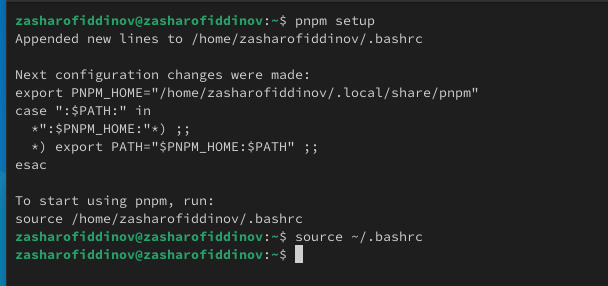 zasharofiddinov@zasharofiddinov:~$ pnpm setup
Appended new lines to /home/zasharofiddinov/.bashrc

Next configuration changes were made:
export PNPM_HOME="/home/zasharofiddinov/.local/share/pnpm"
case ":$PATH:" in
  *":$PNPM_HOME:"*) ;;
  *) export PATH="$PNPM_HOME:$PATH" ;;
esac

To start using pnpm, run:
source /home/zasharofiddinov/.bashrc
zasharofiddinov@zasharofiddinov:~$ source ~/.bashrc
zasharofiddinov@zasharofiddinov:~$